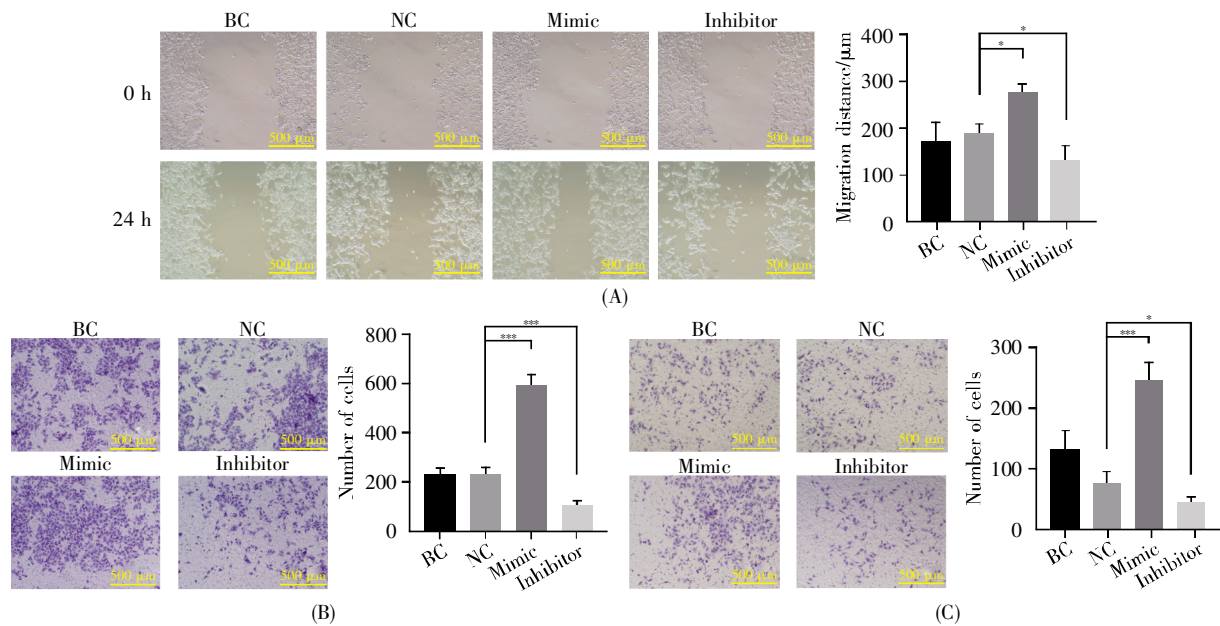 BC NC Mimic Inhibitor
0 h
500 μm 500 μm 500 μm 500 μm
24 h
500 μm 500 μm 500 μm 500 μm
Migration distance/μm
400
300
200
100
0
* *
BC NC Mimic Inhibitor
(A)
BC NC
500 μm 500 μm
Mimic Inhibitor
500 μm 500 μm
Number of cells
800
600
400
200
0
*** ***
BC NC Mimic Inhibitor
(B)
BC NC
500 μm 500 μm
Mimic Inhibitor
500 μm 500 μm
Number of cells
300
200
100
0
*** *
BC NC Mimic Inhibitor
(C)